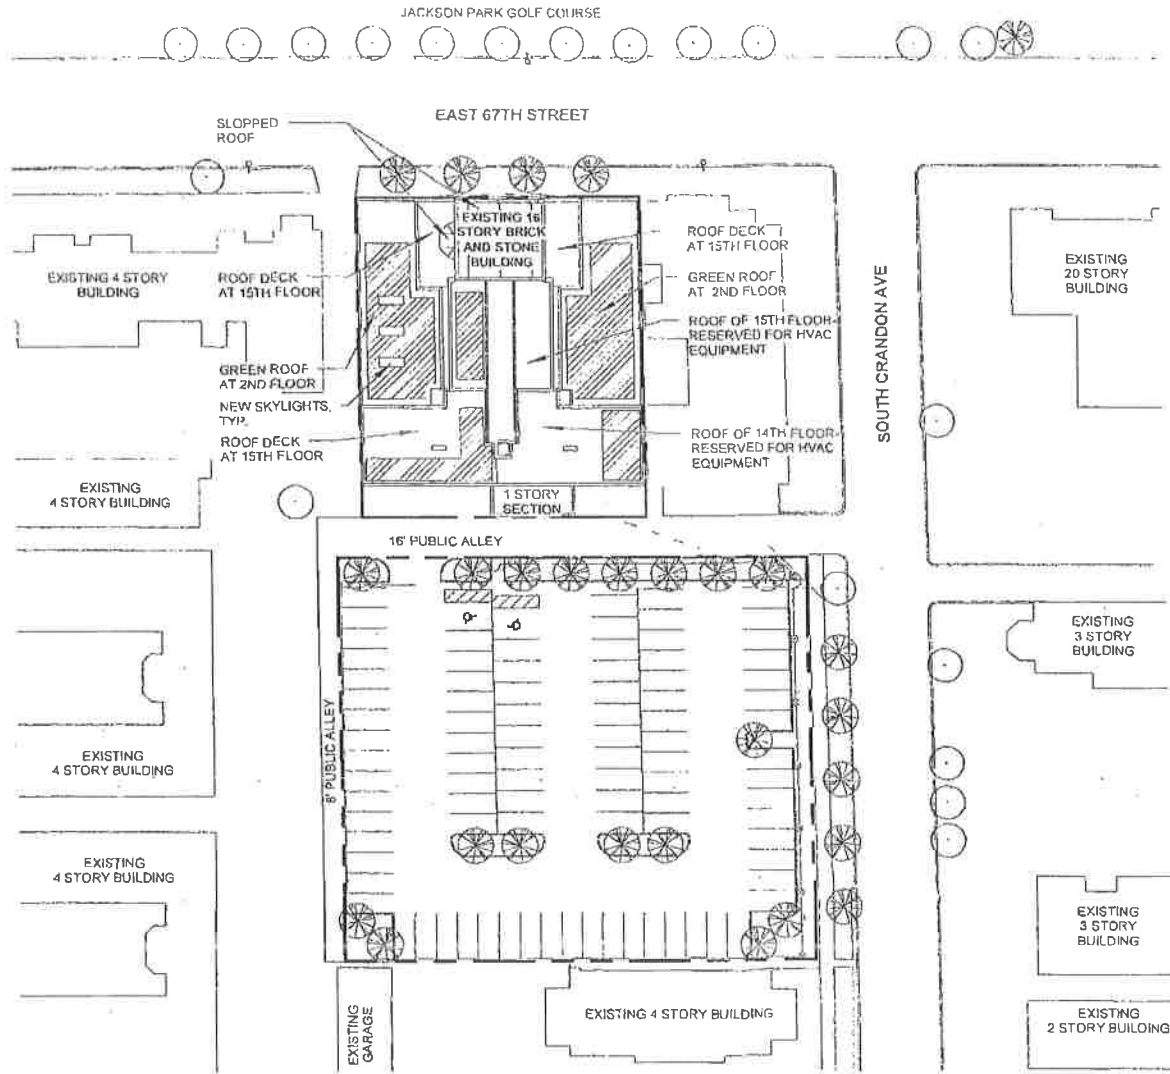 JACKSON PARK GOLF COURSE
EAST 67TH STREET
SLOPPED
ROOF
EXISTING 16
STORY BRICK
AND STONE
BUILDING
ROOF DECK
AT 15TH FLOOR
GREEN ROOF
AT 2ND FLOOR
ROOF OF 15TH FLOOR
RESERVED FOR HVAC
EQUIPMENT
ROOF OF 14TH FLOOR
RESERVED FOR HVAC
EQUIPMENT
EXISTING 4 STORY
BUILDING
ROOF DECK
AT 15TH FLOOR
GREEN ROOF
AT 2ND FLOOR
NEW SKYLIGHTS,
TYP.
ROOF DECK
AT 15TH FLOOR
EXISTING
20 STORY
BUILDING
SOUTH CRANDON AVE
EXISTING
4 STORY BUILDING
1 STORY
SECTION
16' PUBLIC ALLEY
8' PUBLIC ALLEY
EXISTING
3 STORY
BUILDING
EXISTING
4 STORY BUILDING
EXISTING
4 STORY BUILDING
EXISTING
3 STORY
BUILDING
EXISTING
GARAGE
EXISTING 4 STORY BUILDING
EXISTING
2 STORY BUILDING